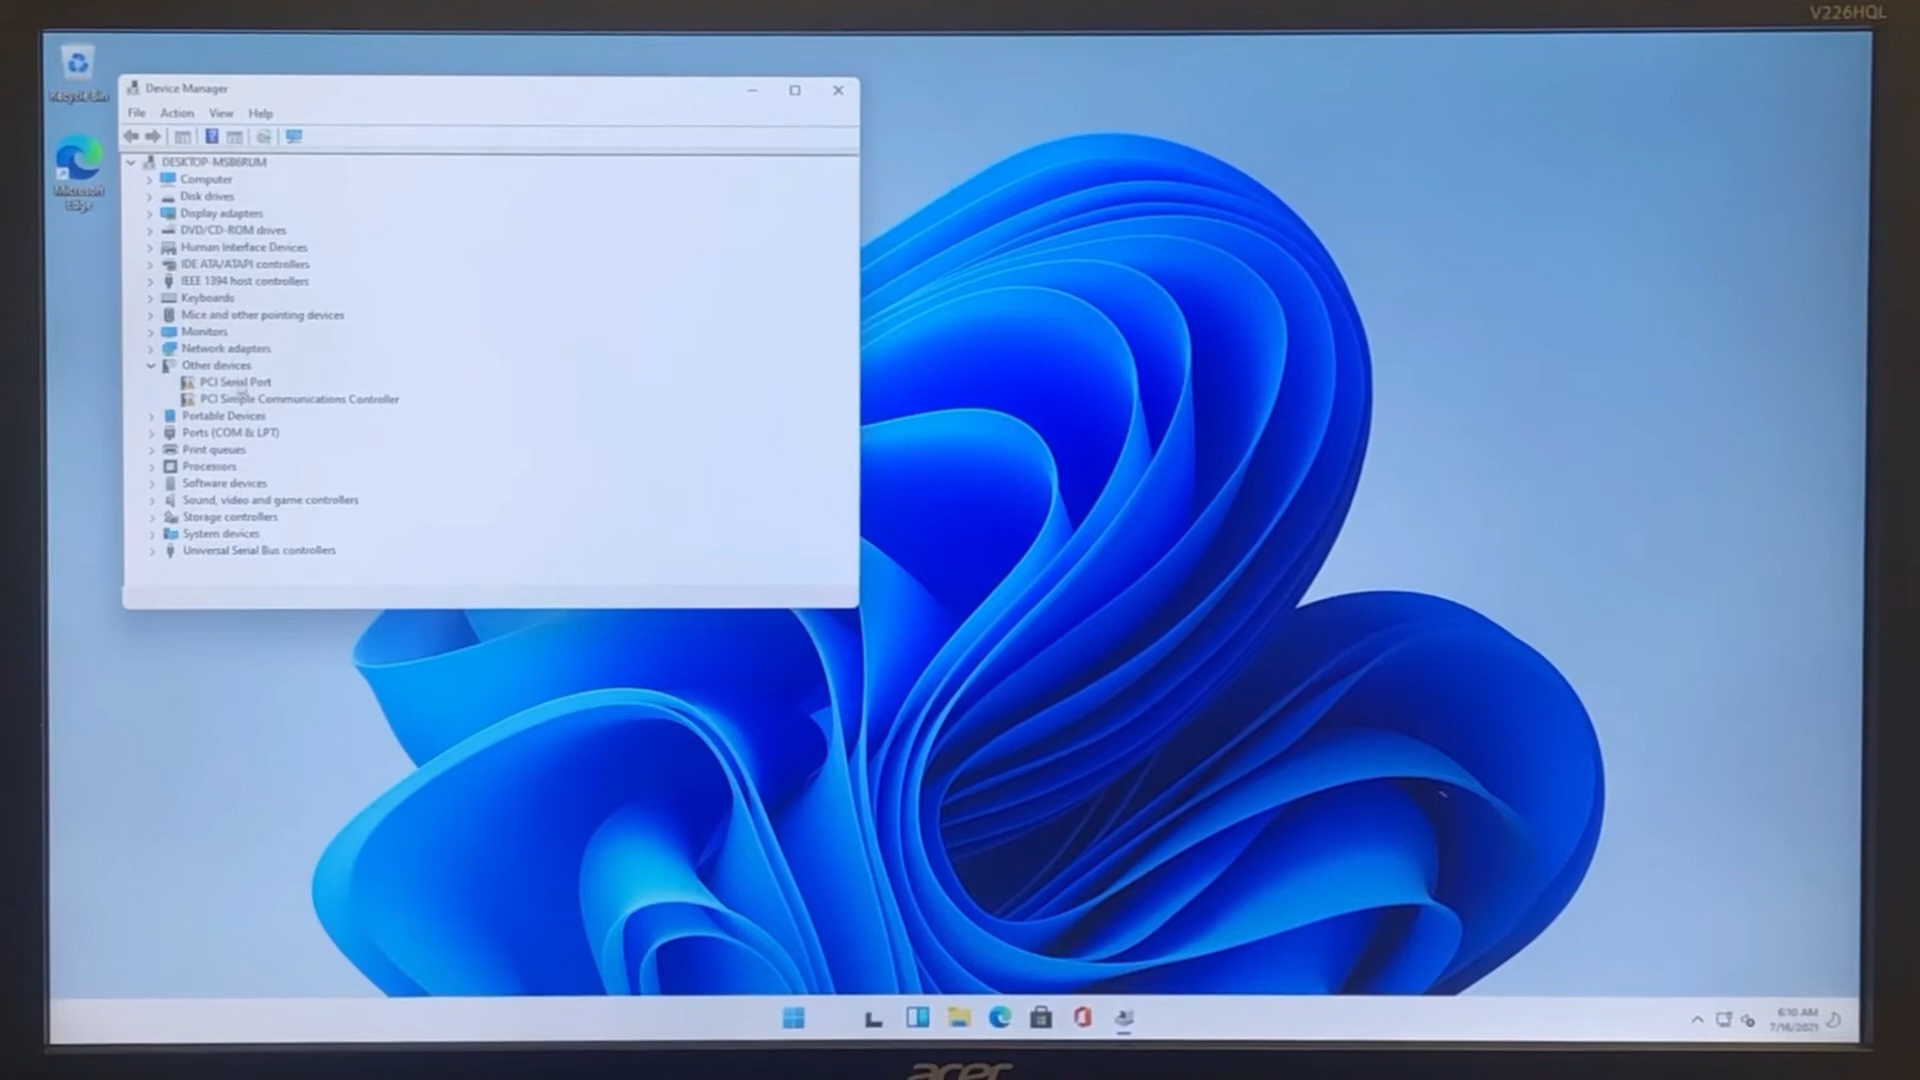 V226HQL
Recycle Bin
Microsoft
Edge
Device Manager
File Action View Help
DESKTOP-MSB6RUM
Computer
Disk drives
Display adapters
DVD/CD-ROM drives
Human Interface Devices
IDE ATA/ATAPI controllers
IEEE 1394 host controllers
Keyboards
Mice and other pointing devices
Monitors
Network adapters
Other devices
PCI Serial Port
PCI Simple Communications Controller
Portable Devices
Ports (COM & LPT)
Print queues
Processors
Software devices
Sound, video and game controllers
Storage controllers
System devices
Universal Serial Bus controllers
6:10 AM
7/16/2021
acer